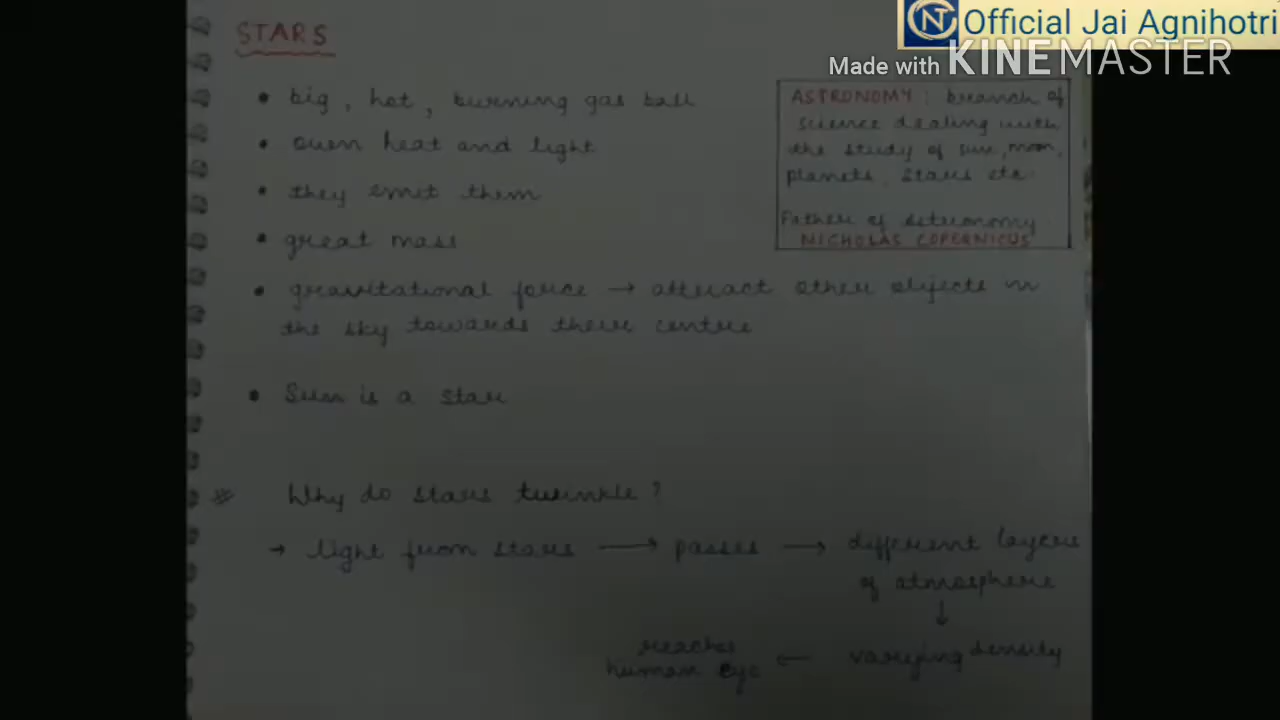 Official Jai Agnihotri
Made with KINEMASTER
STARS
• big, hot, burning gas ball
• own heat and light
• they emit them
• great mass
• gravitational force → attract other objects in
the sky towards there centre
• Sun is a star
ASTRONOMY: branch of
science dealing with
the study of sun, moon,
planets, stars etc.
Father of astronomy
NICHOLAS COPERNICUS
# Why do stars twinkle?
→ light from stars → passes → different layers
of atmosphere
↓
varying density
← reaches
human eye